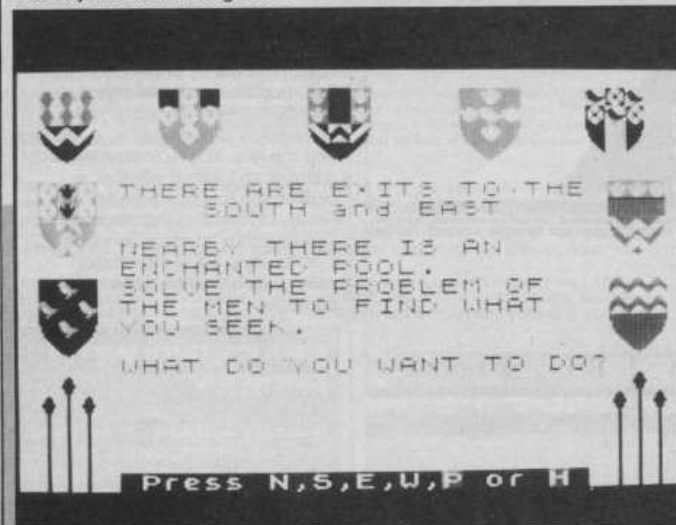 THERE ARE EXITS TO THE
SOUTH and EAST
NEARBY THERE IS AN
ENCHANTED POOL.
SOLVE THE PROBLEM OF
THE MEN TO FIND WHAT
YOU SEEK.
WHAT DO YOU WANT TO DO?
Press N,S,E,W,P or H